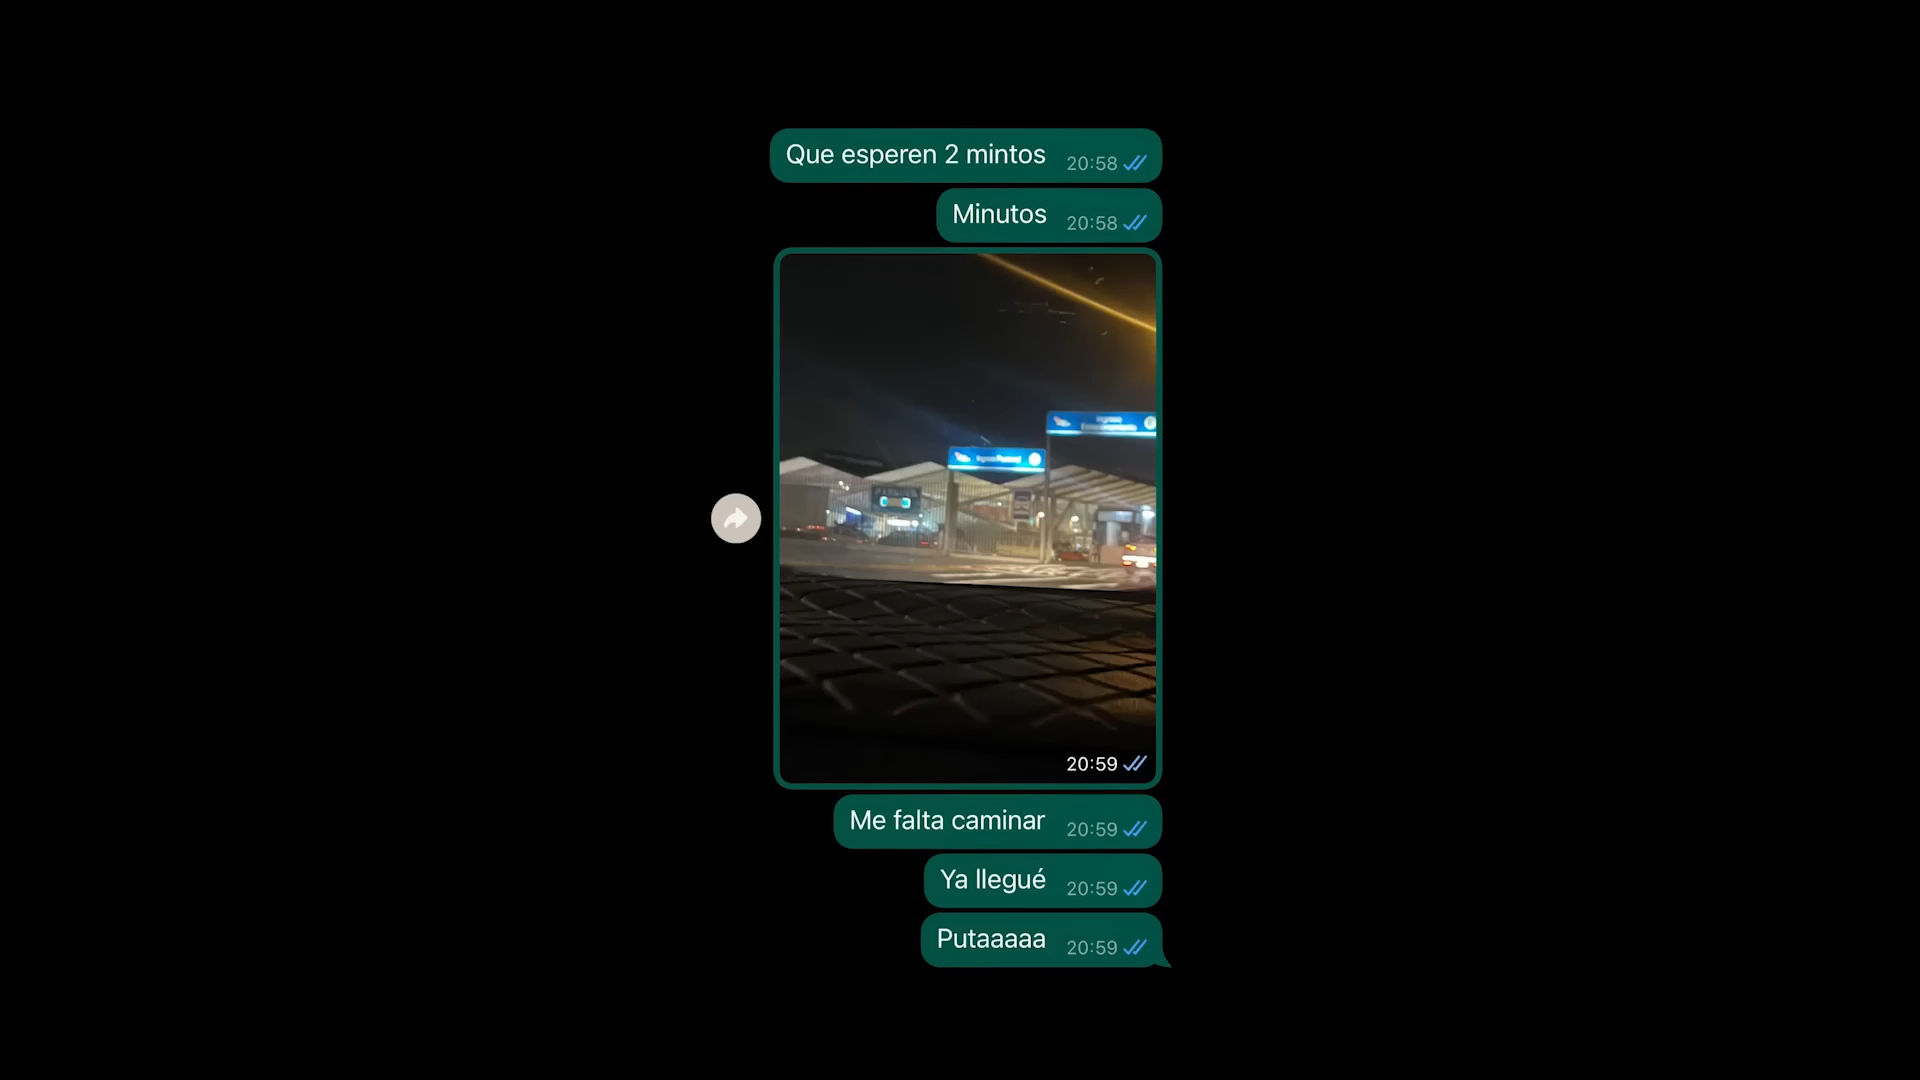 Que esperen 2 mintos 20:58
Minutos 20:58
20:59
Me falta caminar 20:59
Ya llegué 20:59
Putaaaaa 20:59